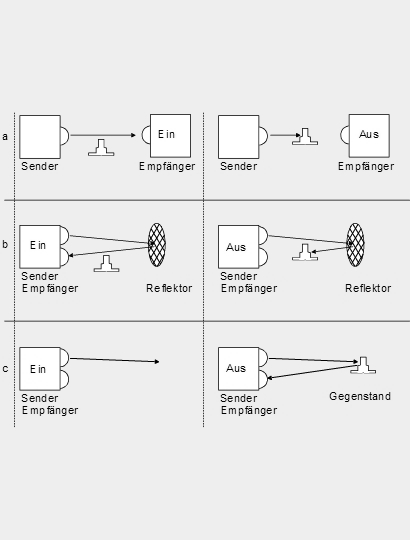 a
Ein
Aus
Sender
Empfänger
Sender
Empfänger
b
Ein
Aus
Sender
Empfänger
Reflektor
Sender
Empfänger
Reflektor
c
Ein
Aus
Sender
Empfänger
Sender
Empfänger
Gegenstand